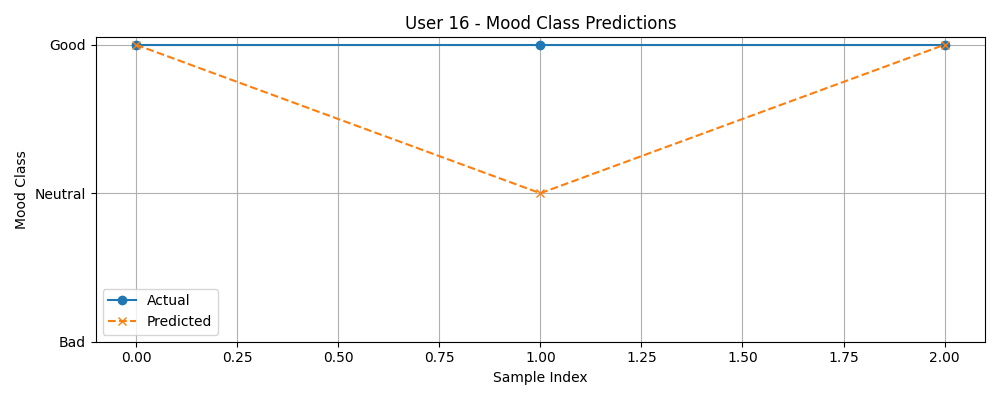 User 16 - Mood Class Predictions
Good
Neutral
Bad
Mood Class
Actual
Predicted
0.00 0.25 0.50 0.75 1.00 1.25 1.50 1.75 2.00
Sample Index